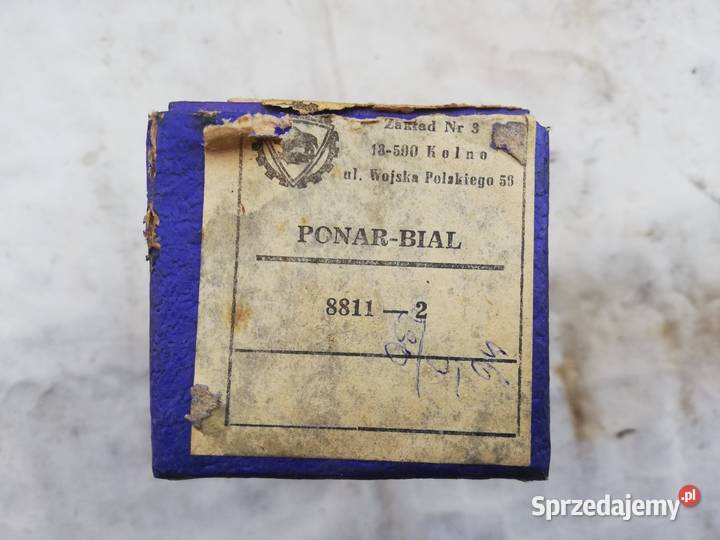 Zakład Nr 3
18-500 Kolno
ul. Wojska Polskiego 56
PONAR-BIAL
8811 — 2
Sprzedajemy.pl